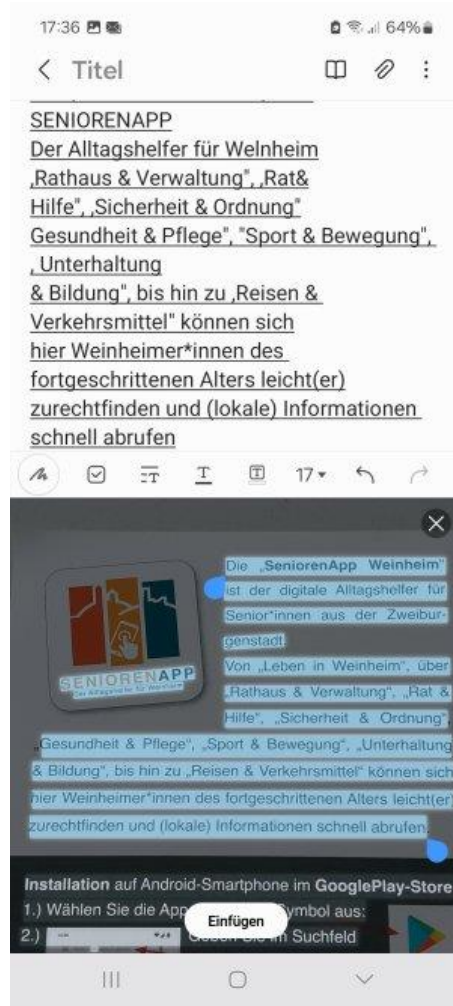 17:36
64%
Titel
SENIORENAPP
Der Alltagshelfer für Welnheim
‚Rathaus & Verwaltung", ‚Rat&
Hilfe", ‚Sicherheit & Ordnung"
Gesundheit & Pflege", "Sport & Bewegung",
, Unterhaltung
& Bildung", bis hin zu ‚Reisen &
Verkehrsmittel" können sich
hier Weinheimer*innen des
fortgeschrittenen Alters leicht(er)
zurechtfinden und (lokale) Informationen
schnell abrufen
17
Die „SeniorenApp Weinheim"
ist der digitale Alltagshelfer für
Senior*innen aus der Zweibur-
genstadt.
Von „Leben in Weinheim", über
„Rathaus & Verwaltung", „Rat &
Hilfe", „Sicherheit & Ordnung",
„Gesundheit & Pflege", „Sport & Bewegung", „Unterhaltung
& Bildung", bis hin zu „Reisen & Verkehrsmittel" können sich
hier Weinheimer*innen des fortgeschrittenen Alters leicht(er)
zurechtfinden und (lokale) Informationen schnell abrufen.
SENIORENAPP
Der Alltagshelfer für Weinheim
Installation auf Android-Smartphone im GooglePlay-Store
1.) Wählen Sie die App ymbol aus:
2.) Suchfeld
Einfügen